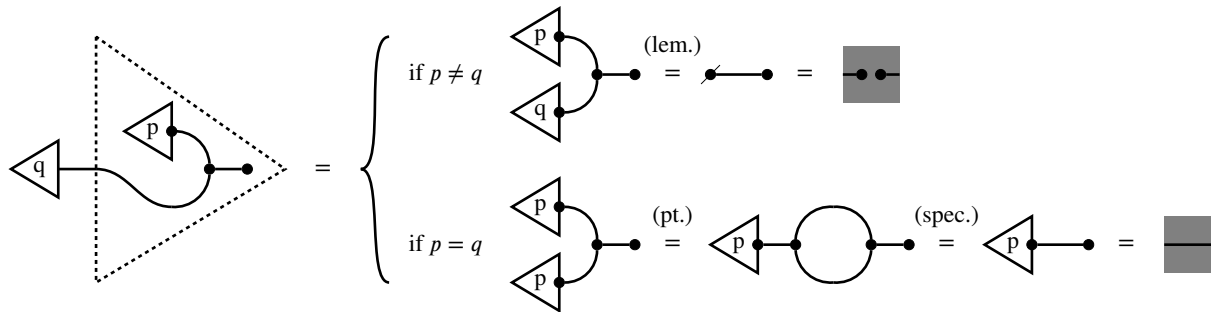 q
p
=
if p ≠ q
p
q
(lem.)
=
=
if p = q
p
p
(pt.)
=
p
(spec.)
=
p
=